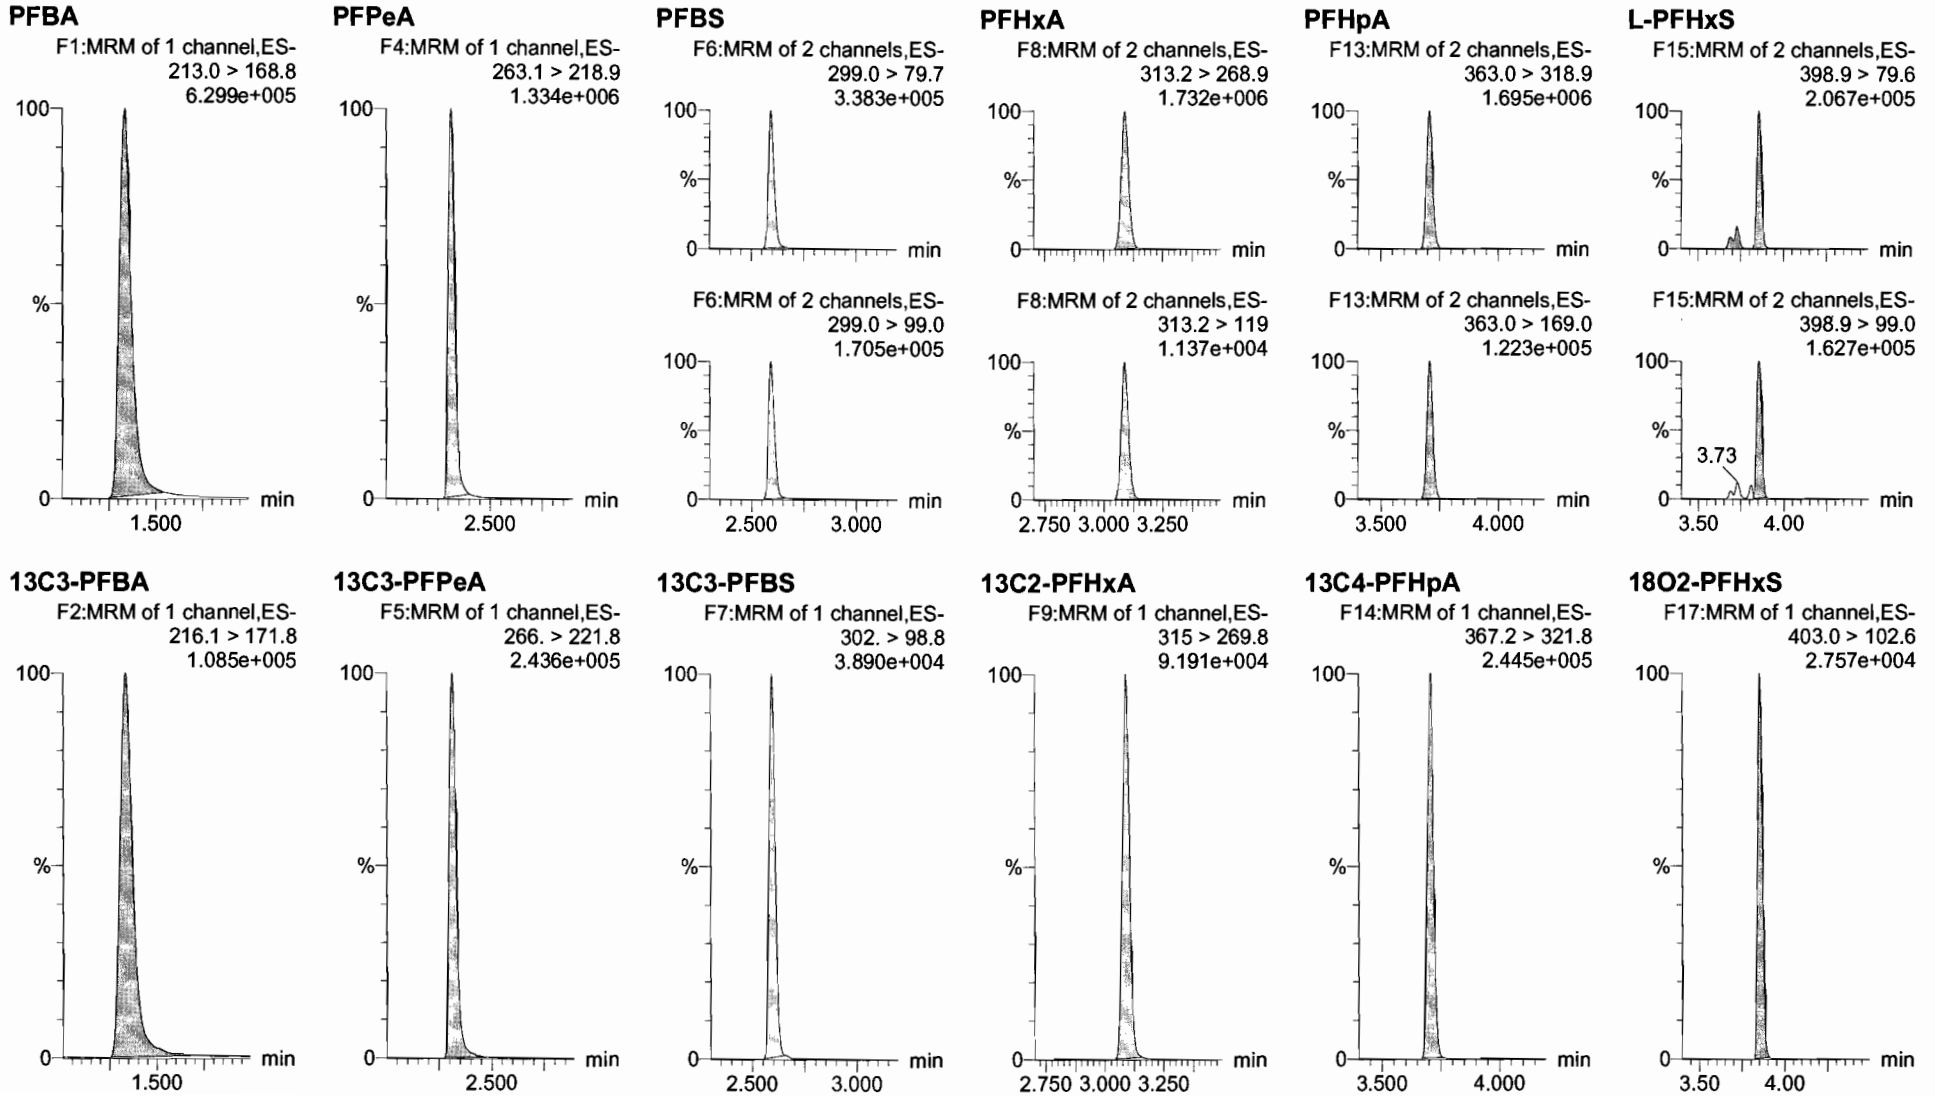 PFBA
F1:MRM of 1 channel,ES-
213.0 > 168.8
6.299e+005
100
%
0
min
1.500
PFPeA
F4:MRM of 1 channel,ES-
263.1 > 218.9
1.334e+006
100
%
0
min
2.500
PFBS
F6:MRM of 2 channels,ES-
299.0 > 79.7
3.383e+005
100
%
0
min
F6:MRM of 2 channels,ES-
299.0 > 99.0
1.705e+005
100
%
0
min
2.500 3.000
PFHxA
F8:MRM of 2 channels,ES-
313.2 > 268.9
1.732e+006
100
%
0
min
F8:MRM of 2 channels,ES-
313.2 > 119
1.137e+004
100
%
0
min
2.750 3.000 3.250
PFHpA
F13:MRM of 2 channels,ES-
363.0 > 318.9
1.695e+006
100
%
0
min
F13:MRM of 2 channels,ES-
363.0 > 169.0
1.223e+005
100
%
0
min
3.500 4.000
L-PFHxS
F15:MRM of 2 channels,ES-
398.9 > 79.6
2.067e+005
100
%
0
min
F15:MRM of 2 channels,ES-
398.9 > 99.0
1.627e+005
100
%
3.73
0
min
3.50 4.00
13C3-PFBA
F2:MRM of 1 channel,ES-
216.1 > 171.8
1.085e+005
100
%
0
min
1.500
13C3-PFPeA
F5:MRM of 1 channel,ES-
266. > 221.8
2.436e+005
100
%
0
min
2.500
13C3-PFBS
F7:MRM of 1 channel,ES-
302. > 98.8
3.890e+004
100
%
0
min
2.500 3.000
13C2-PFHxA
F9:MRM of 1 channel,ES-
315 > 269.8
9.191e+004
100
%
0
min
2.750 3.000 3.250
13C4-PFHpA
F14:MRM of 1 channel,ES-
367.2 > 321.8
2.445e+005
100
%
0
min
3.500 4.000
18O2-PFHxS
F17:MRM of 1 channel,ES-
403.0 > 102.6
2.757e+004
100
%
0
min
3.50 4.00